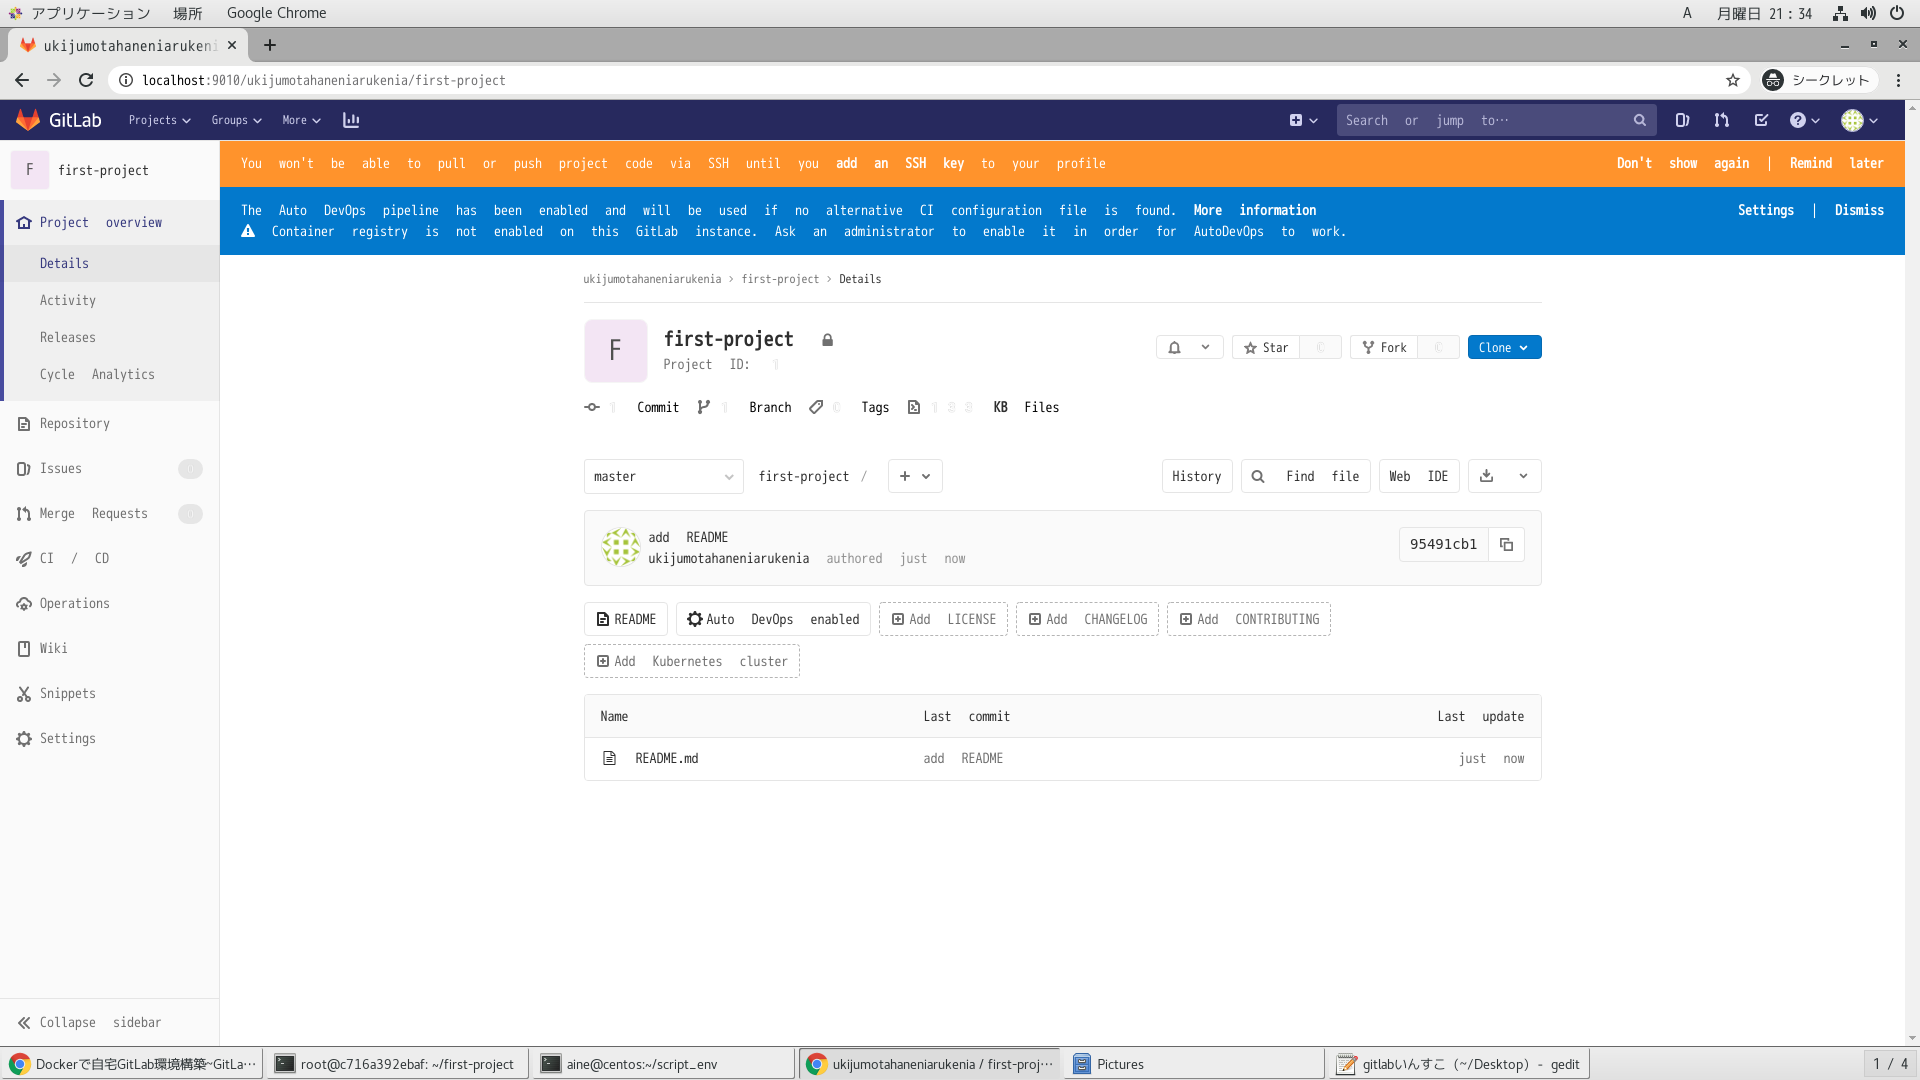 アプリケーション 場所 Google Chrome A 月曜日 21：34
ukijumotahaneniarukeni
localhost:9010/ukijumotahaneniarukenia/first-project シークレット
GitLab Projects Groups More Search or jump to…
F first-project
You won't be able to pull or push project code via SSH until you add an SSH key to your profile Don't show again | Remind later
Project overview
The Auto DevOps pipeline has been enabled and will be used if no alternative CI configuration file is found. More information Settings | Dismiss
Container registry is not enabled on this GitLab instance. Ask an administrator to enable it in order for AutoDevOps to work.
Details
Activity
Releases
Cycle Analytics
Repository
Issues 0
Merge Requests 0
CI / CD
Operations
Wiki
Snippets
Settings
Collapse sidebar
ukijumotahaneniarukenia > first-project > Details
F first-project
Project ID: 1
Star 0 Fork 0 Clone
1 Commit 1 Branch 0 Tags KB Files
master first-project / + History Find file Web IDE
add README
ukijumotahaneniarukenia authored just now
95491cb1
README Auto DevOps enabled Add LICENSE Add CHANGELOG Add CONTRIBUTING
Add Kubernetes cluster
Name Last commit Last update
README.md add README just now
Dockerで自宅GitLab環境構築~GitLa… root@c716a392ebaf: ~/first-project aine@centos:~/script_env ukijumotahaneniarukenia / first-proj… Pictures gitlabいんすこ（~/Desktop） - gedit 1 / 4